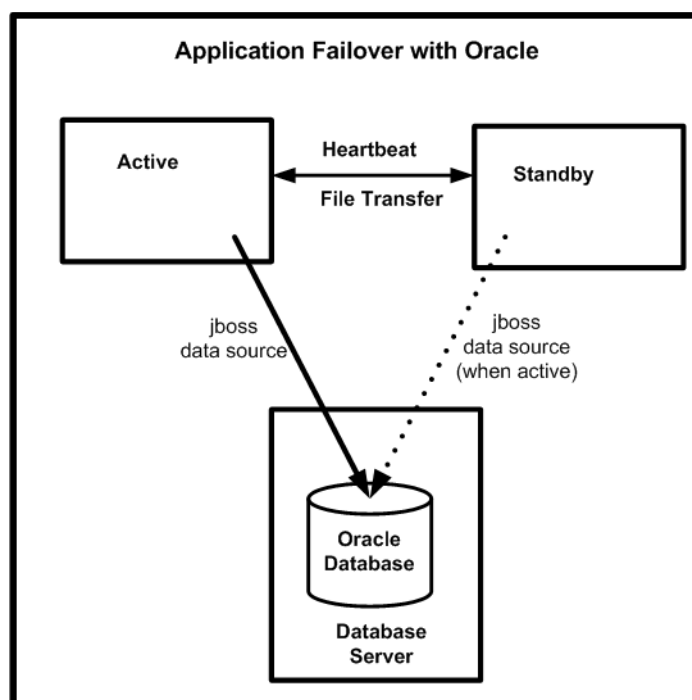 Application Failover with Oracle
Active
Heartbeat
File Transfer
Standby
jboss
data source
jboss
data source
(when active)
Oracle
Database
Database
Server